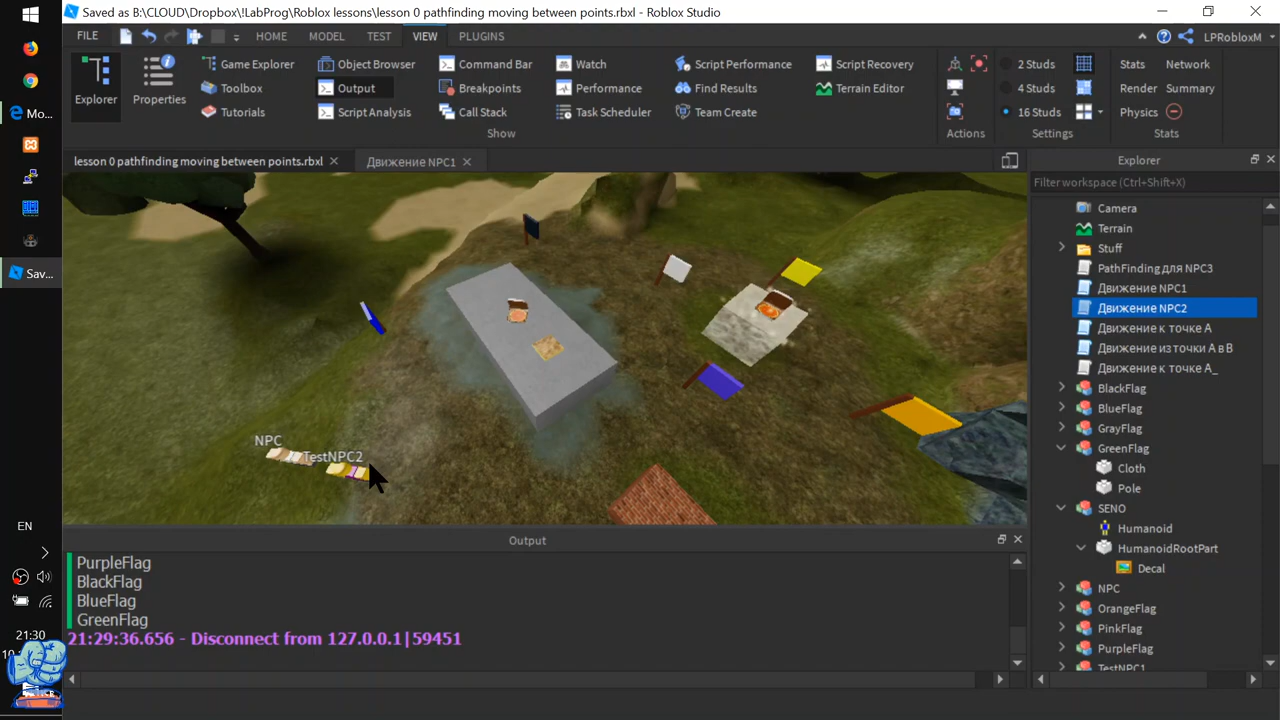 Saved as B:\CLOUD\Dropbox\!LabProg\Roblox lessons\lesson 0 pathfinding moving between points.rbxl - Roblox Studio
FILE HOME MODEL TEST VIEW PLUGINS LPRobloxM
Explorer
Properties
Game Explorer
Toolbox
Tutorials
Object Browser
Output
Script Analysis
Command Bar
Breakpoints
Call Stack
Watch
Performance
Task Scheduler
Script Performance
Find Results
Team Create
Script Recovery
Terrain Editor
Show
Actions
2 Studs
4 Studs
16 Studs
Settings
Stats Network
Render Summary
Physics
Stats
lesson 0 pathfinding moving between points.rbxl
Движение NPC1
Explorer
Filter workspace (Ctrl+Shift+X)
Camera
Terrain
Stuff
PathFinding для NPC3
Движение NPC1
Движение NPC2
Движение к точке А
Движение из точки А в В
Движение к точке А_
BlackFlag
BlueFlag
GrayFlag
GreenFlag
Cloth
Pole
SENO
Humanoid
HumanoidRootPart
Decal
NPC
OrangeFlag
PinkFlag
PurpleFlag
TestNPC1
NPC
TestNPC2
Output
PurpleFlag
BlackFlag
BlueFlag
GreenFlag
21:29:36.656 - Disconnect from 127.0.0.1|59451
Mo...
Sav...
EN
21:30